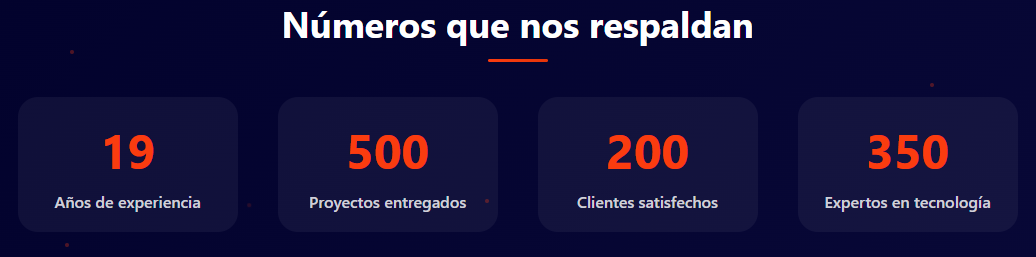 Números que nos respaldan
19
Años de experiencia
500
Proyectos entregados
200
Clientes satisfechos
350
Expertos en tecnología